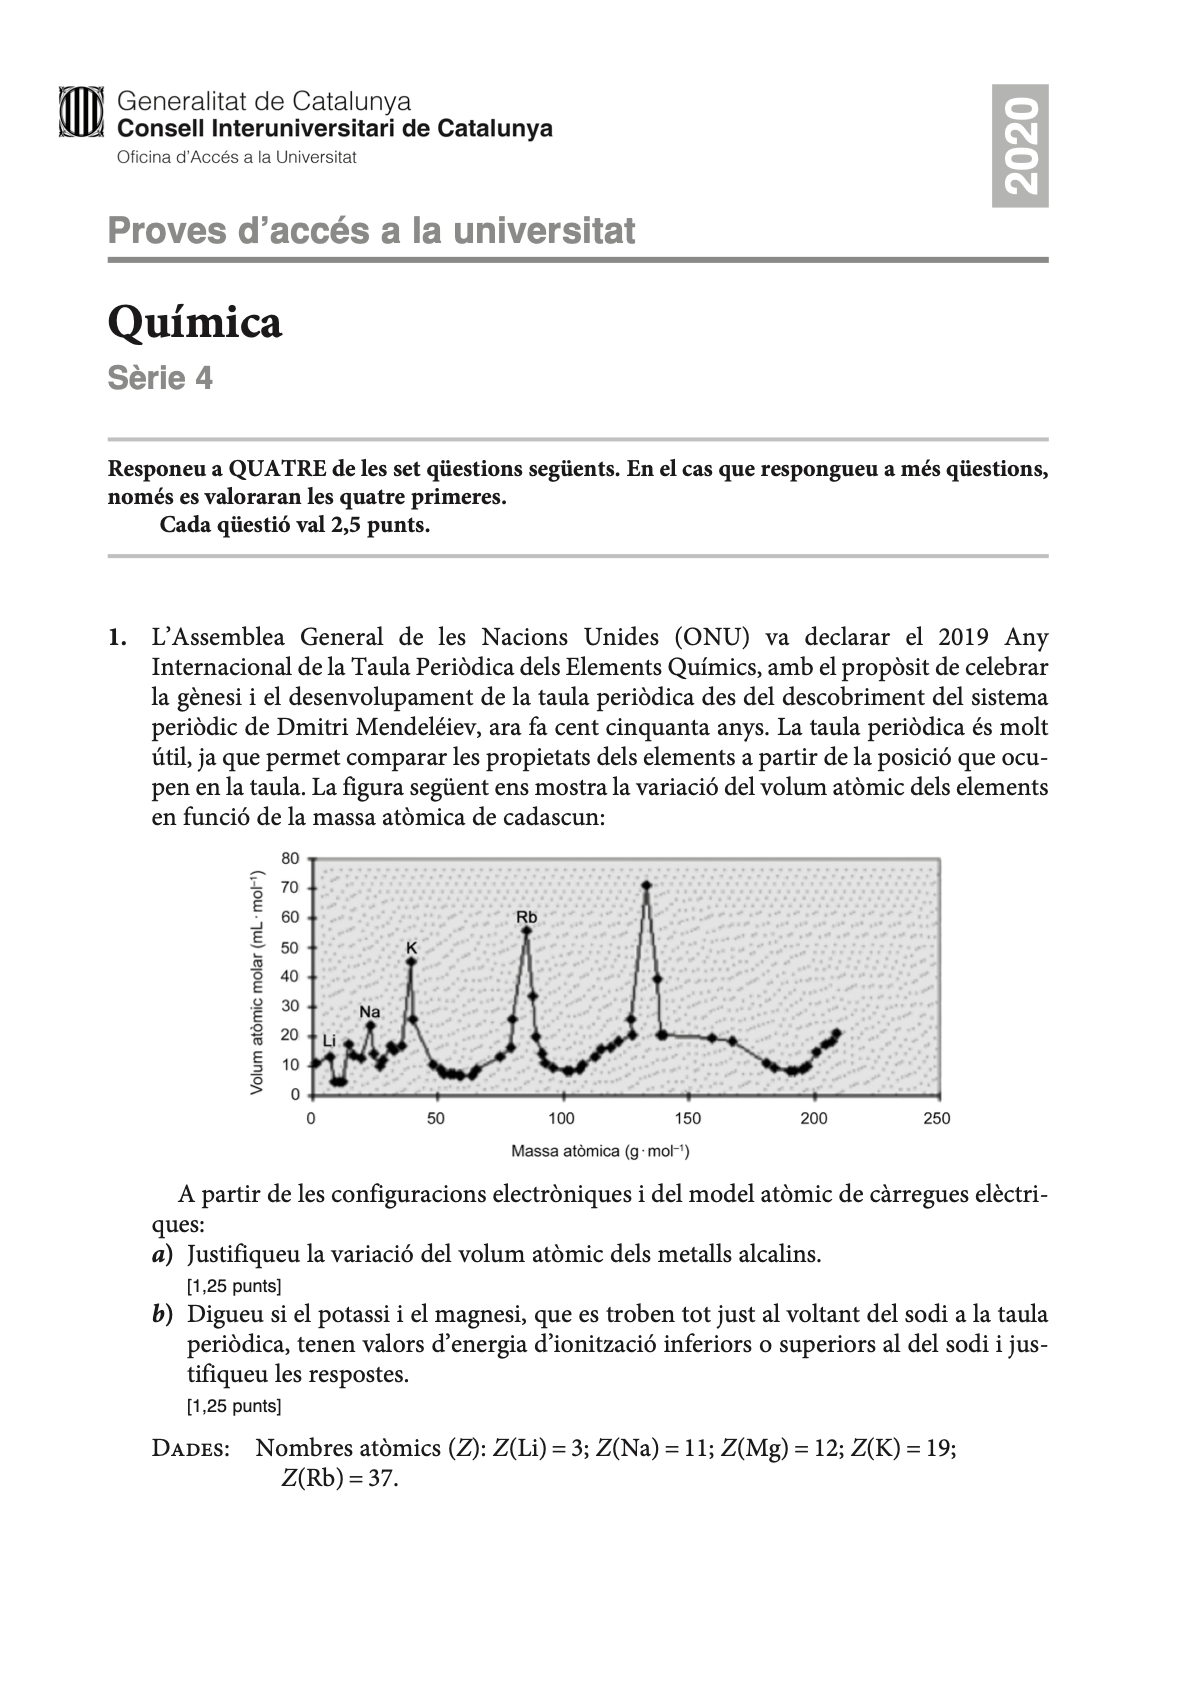 Generalitat de Catalunya
Consell Interuniversitari de Catalunya
Oficina d'Accés a la Universitat
2020
Proves d'accés a la universitat
Química
Sèrie 4
Responeu a QUATRE de les set qüestions següents. En el cas que respongueu a més qüestions,
només es valoraran les quatre primeres.
Cada qüestió val 2,5 punts.
1. L'Assemblea General de les Nacions Unides (ONU) va declarar el 2019 Any
Internacional de la Taula Periòdica dels Elements Químics, amb el propòsit de celebrar
la gènesi i el desenvolupament de la taula periòdica des del descobriment del sistema
periòdic de Dmitri Mendeléiev, ara fa cent cinquanta anys. La taula periòdica és molt
útil, ja que permet comparar les propietats dels elements a partir de la posició que ocu-
pen en la taula. La figura següent ens mostra la variació del volum atòmic dels elements
en funció de la massa atòmica de cadascun:
Volum atòmic molar (mL · mol⁻¹)
80
70
60
50
40
30
20
10
0
Li
Na
K
Rb
0 50 100 150 200 250
Massa atòmica (g · mol⁻¹)
A partir de les configuracions electròniques i del model atòmic de càrregues elèctri-
ques:
a) Justifiqueu la variació del volum atòmic dels metalls alcalins.
[1,25 punts]
b) Digueu si el potassi i el magnesi, que es troben tot just al voltant del sodi a la taula
periòdica, tenen valors d'energia d'ionització inferiors o superiors al del sodi i jus-
tifiqueu les respostes.
[1,25 punts]
DADES: Nombres atòmics (Z): Z(Li) = 3; Z(Na) = 11; Z(Mg) = 12; Z(K) = 19;
Z(Rb) = 37.